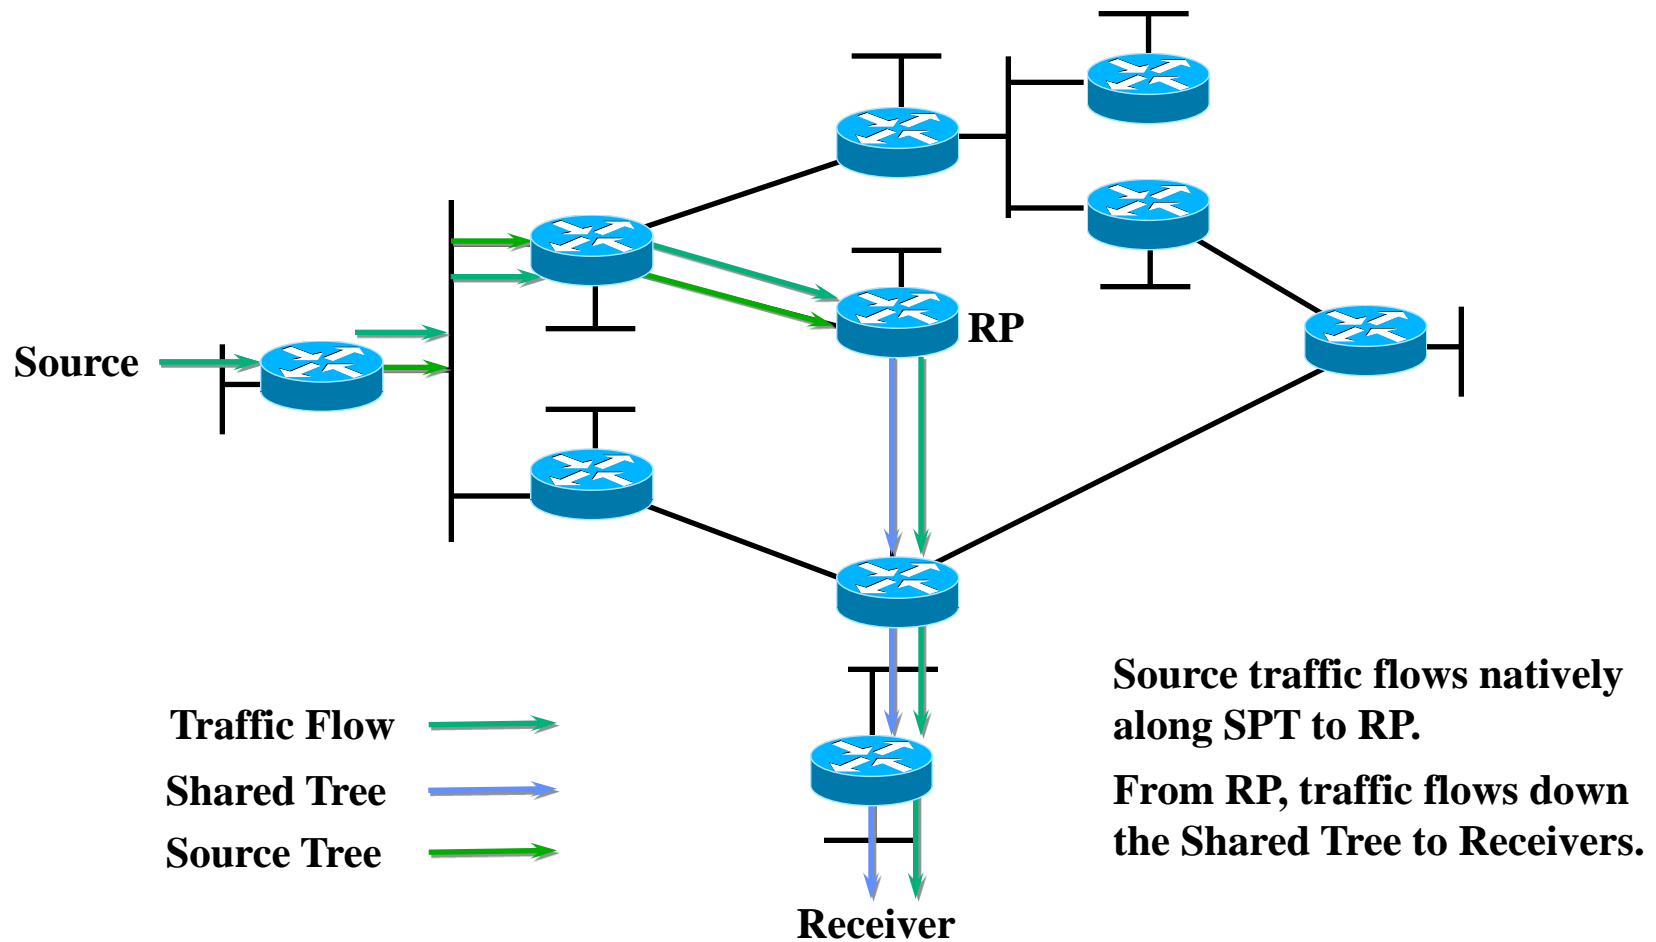 RP
Source
Traffic Flow
Shared Tree
Source Tree
Receiver
Source traffic flows natively
along SPT to RP.
From RP, traffic flows down
the Shared Tree to Receivers.